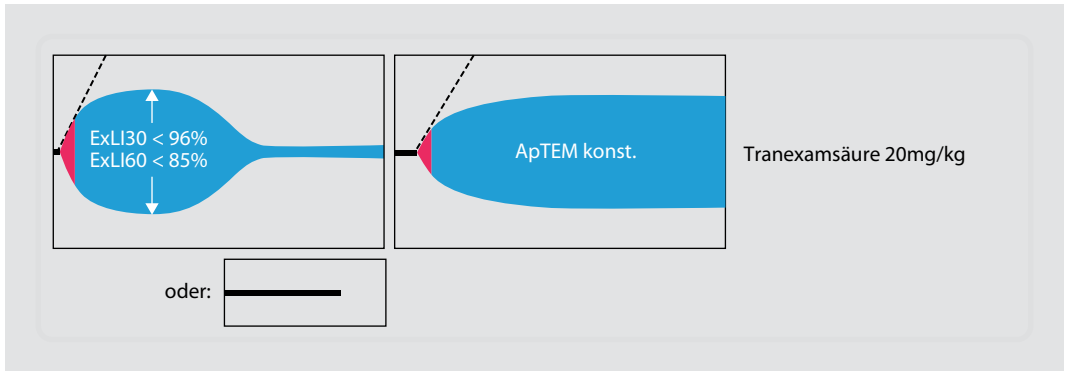 ExLI30 < 96%
ExLI60 < 85%
ApTEM konst.
Tranexamsäure 20mg/kg
oder: